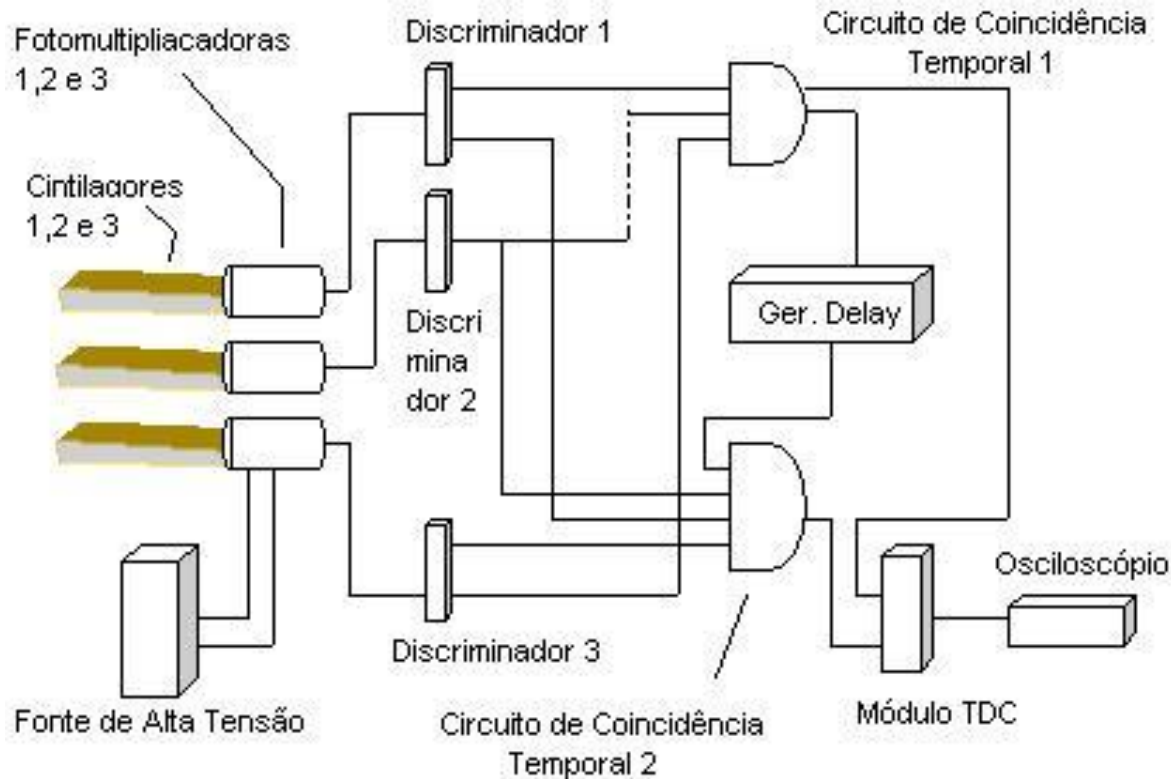 Fotomultipliacadoras
1,2 e 3
Discriminador 1
Circuito de Coincidência
Temporal 1
Cintiladores
1,2 e 3
Discri
mina
dor 2
Ger. Delay
Osciloscópio
Discriminador 3
Fonte de Alta Tensão
Circuito de Coincidência
Temporal 2
Módulo TDC